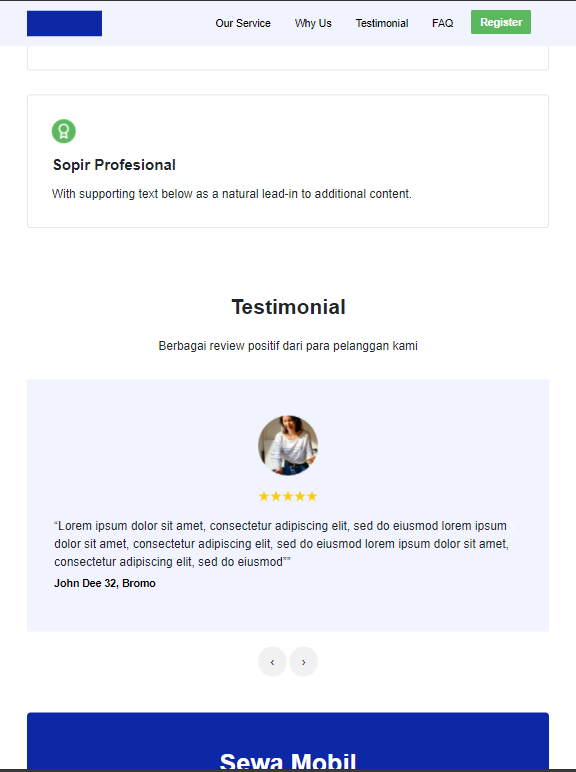 Our Service Why Us Testimonial FAQ Register
Sopir Profesional
With supporting text below as a natural lead-in to additional content.
Testimonial
Berbagai review positif dari para pelanggan kami
★★★★★
“Lorem ipsum dolor sit amet, consectetur adipiscing elit, sed do eiusmod lorem ipsum
dolor sit amet, consectetur adipiscing elit, sed do eiusmod lorem ipsum dolor sit amet,
consectetur adipiscing elit, sed do eiusmod””
John Dee 32, Bromo
‹ ›
Sewa Mobil